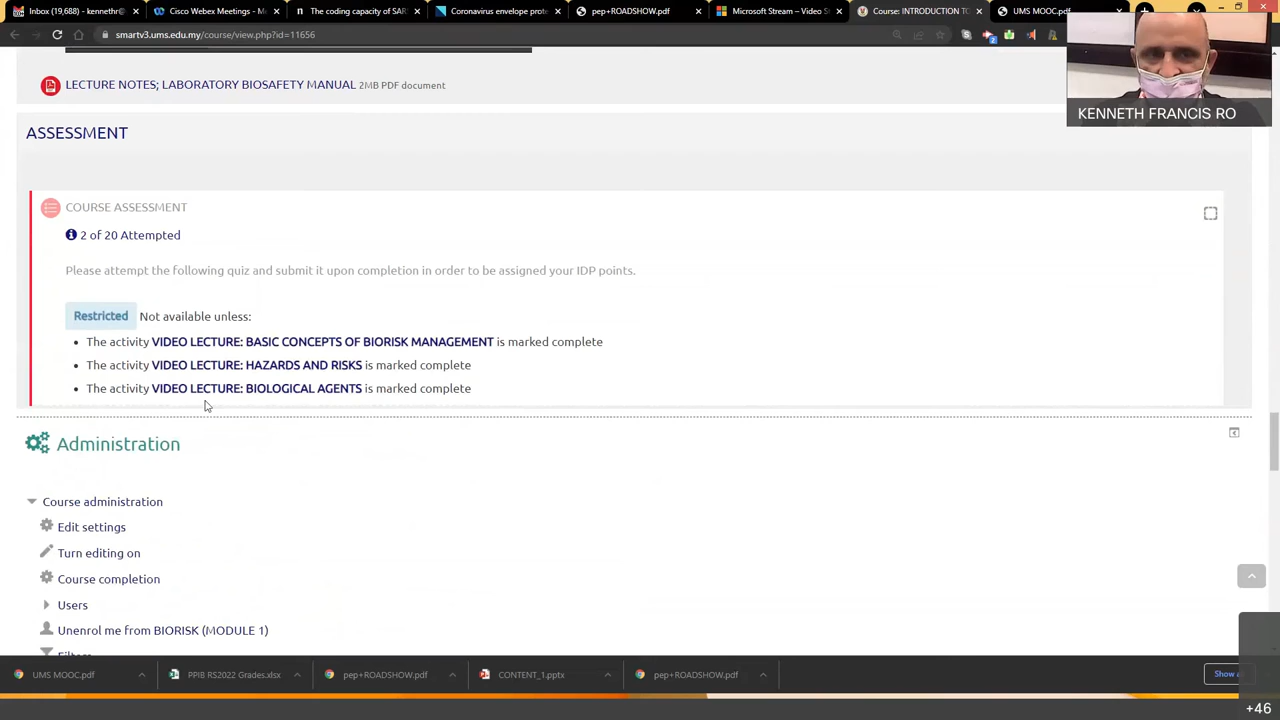 Inbox (19,688) - kennethr@
Cisco Webex Meetings - Me
The coding capacity of SAR
Coronavirus envelope prote
pep+ROADSHOW.pdf
Microsoft Stream – Video S
Course: INTRODUCTION TO
UMS MOOC.pdf
smartv3.ums.edu.my/course/view.php?id=11656
LECTURE NOTES; LABORATORY BIOSAFETY MANUAL 2MB PDF document
KENNETH FRANCIS RO
ASSESSMENT
COURSE ASSESSMENT
2 of 20 Attempted
Please attempt the following quiz and submit it upon completion in order to be assigned your IDP points.
Restricted Not available unless:
The activity VIDEO LECTURE: BASIC CONCEPTS OF BIORISK MANAGEMENT is marked complete
The activity VIDEO LECTURE: HAZARDS AND RISKS is marked complete
The activity VIDEO LECTURE: BIOLOGICAL AGENTS is marked complete
Administration
Course administration
Edit settings
Turn editing on
Course completion
Users
Unenrol me from BIORISK (MODULE 1)
Filters
UMS MOOC.pdf
PPIB RS2022 Grades.xlsx
pep+ROADSHOW.pdf
CONTENT_1.pptx
pep+ROADSHOW.pdf
Show
+46